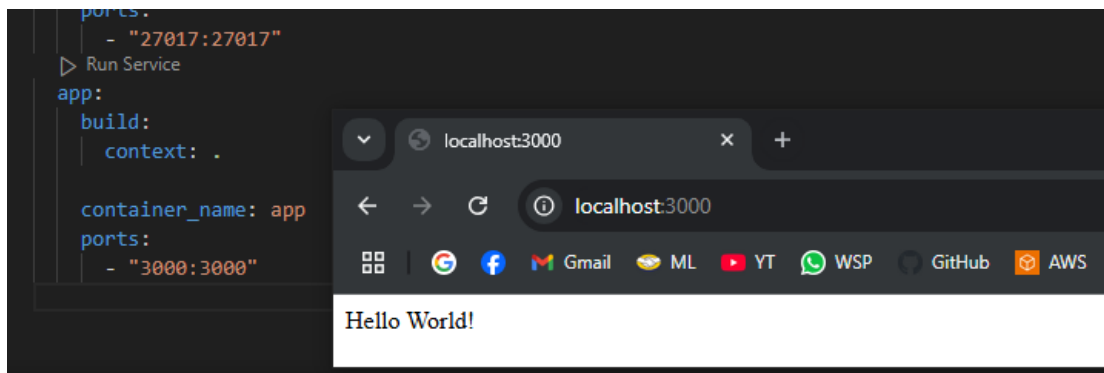 ports:
- "27017:27017"
Run Service
app:
build:
context: .
container_name: app
ports:
- "3000:3000"
localhost:3000
localhost:3000
Gmail ML YT WSP GitHub AWS
Hello World!